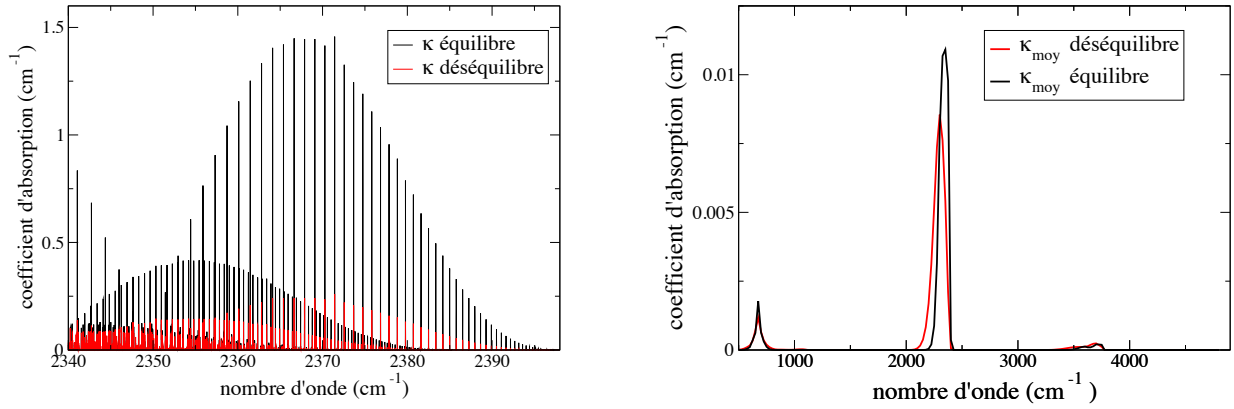 coefficient d'absorption (cm⁻¹)
1.5
1
0.5
0
2340 2350 2360 2370 2380 2390
nombre d'onde (cm⁻¹)
κ équilibre
κ déséquilibre
coefficient d'absorption (cm⁻¹)
0.01
0.005
0
1000 2000 3000 4000
nombre d'onde (cm⁻¹)
κmoy déséquilibre
κmoy équilibre